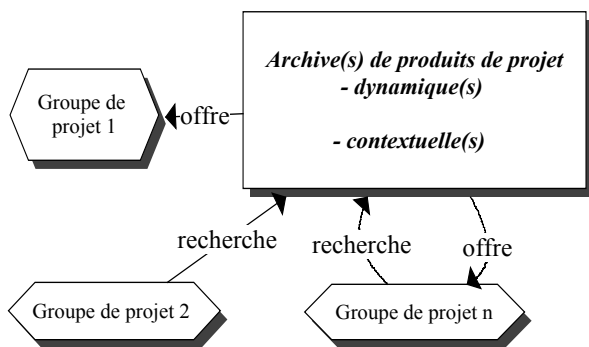 Archive(s) de produits de projet
- dynamique(s)
- contextuelle(s)
Groupe de
projet 1
offre
recherche
recherche
offre
Groupe de projet 2
Groupe de projet n